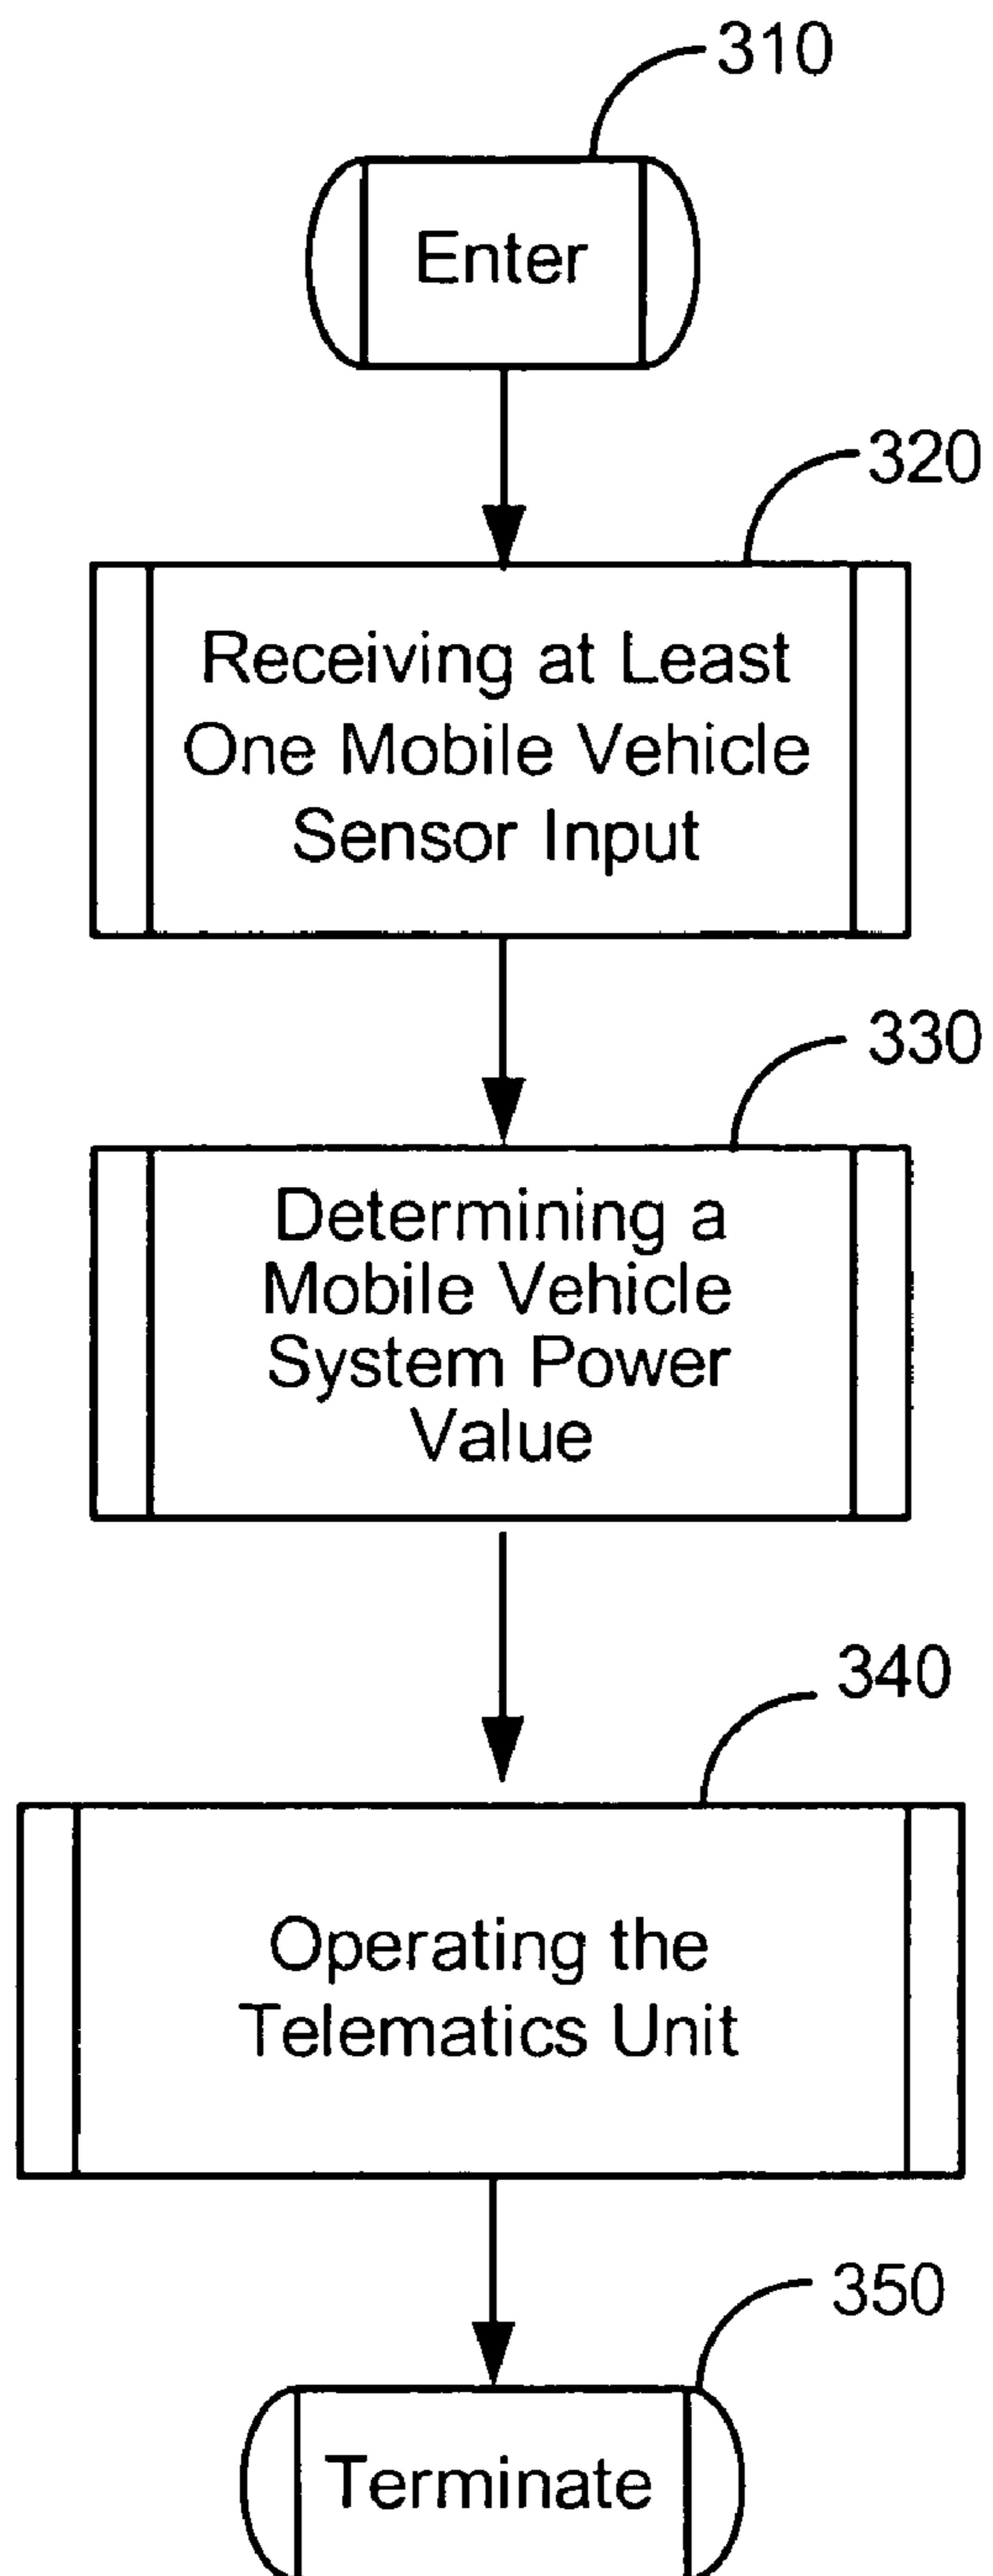 310
Enter
320
Receiving at Least
One Mobile Vehicle
Sensor Input
330
Determining a
Mobile Vehicle
System Power
Value
340
Operating the
Telematics Unit
350
Terminate